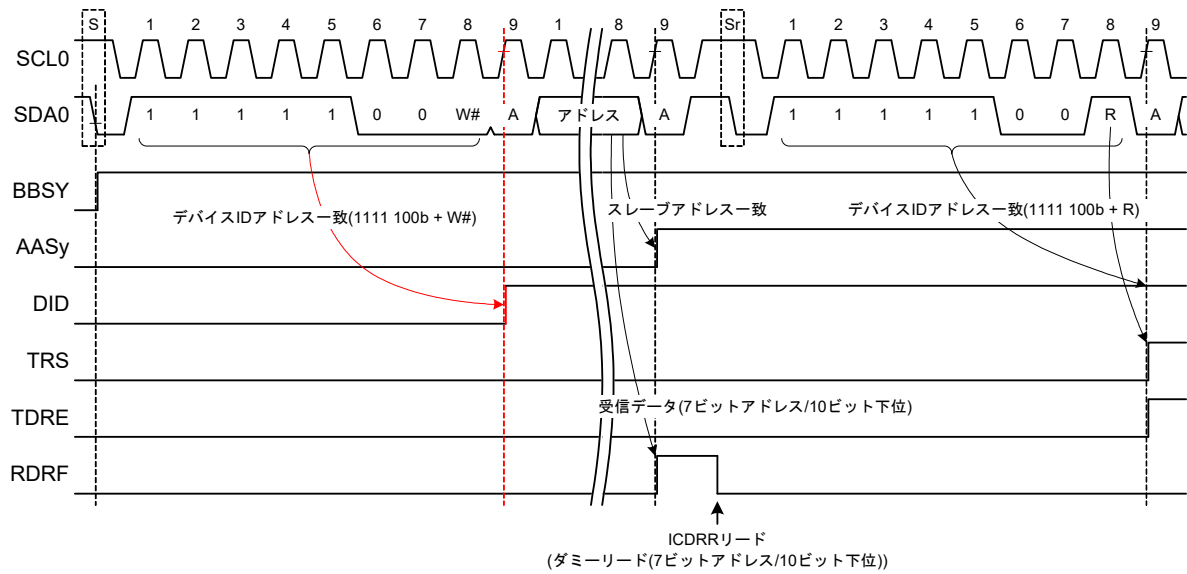 S 1 2 3 4 5 6 7 8 9 1 8 9 Sr 1 2 3 4 5 6 7 8 9
SCL0
SDA0 1 1 1 1 1 0 0 W# A アドレス A 1 1 1 1 1 0 0 R A
BBSY
デバイスIDアドレス一致(1111 100b + W#)
スレーブアドレス一致
デバイスIDアドレス一致(1111 100b + R)
AASy
DID
TRS
受信データ(7ビットアドレス/10ビット下位)
TDRE
RDRF
ICDRRリード
(ダミーリード(7ビットアドレス/10ビット下位))